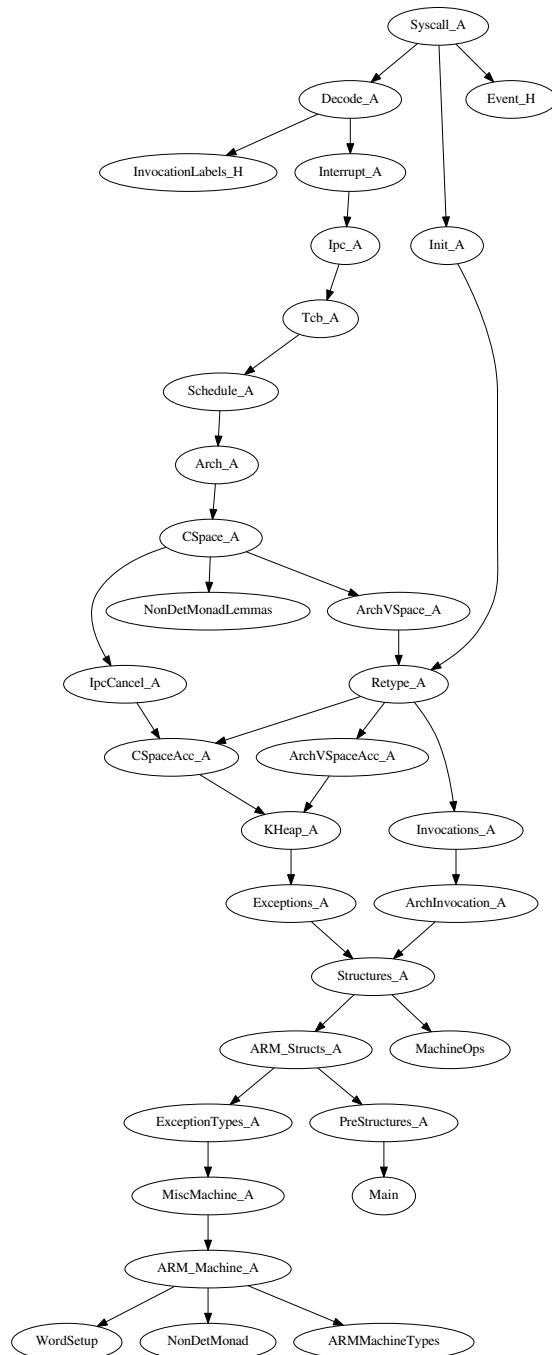 Syscall_A
Decode_A
Event_H
InvocationLabels_H
Interrupt_A
Ipc_A
Init_A
Tcb_A
Schedule_A
Arch_A
CSpace_A
NonDetMonadLemmas
ArchVSpace_A
IpcCancel_A
Retype_A
CSpaceAcc_A
ArchVSpaceAcc_A
KHeap_A
Invocations_A
Exceptions_A
ArchInvocation_A
Structures_A
ARM_Structs_A
MachineOps
ExceptionTypes_A
PreStructures_A
MiscMachine_A
Main
ARM_Machine_A
WordSetup
NonDetMonad
ARMMachineTypes